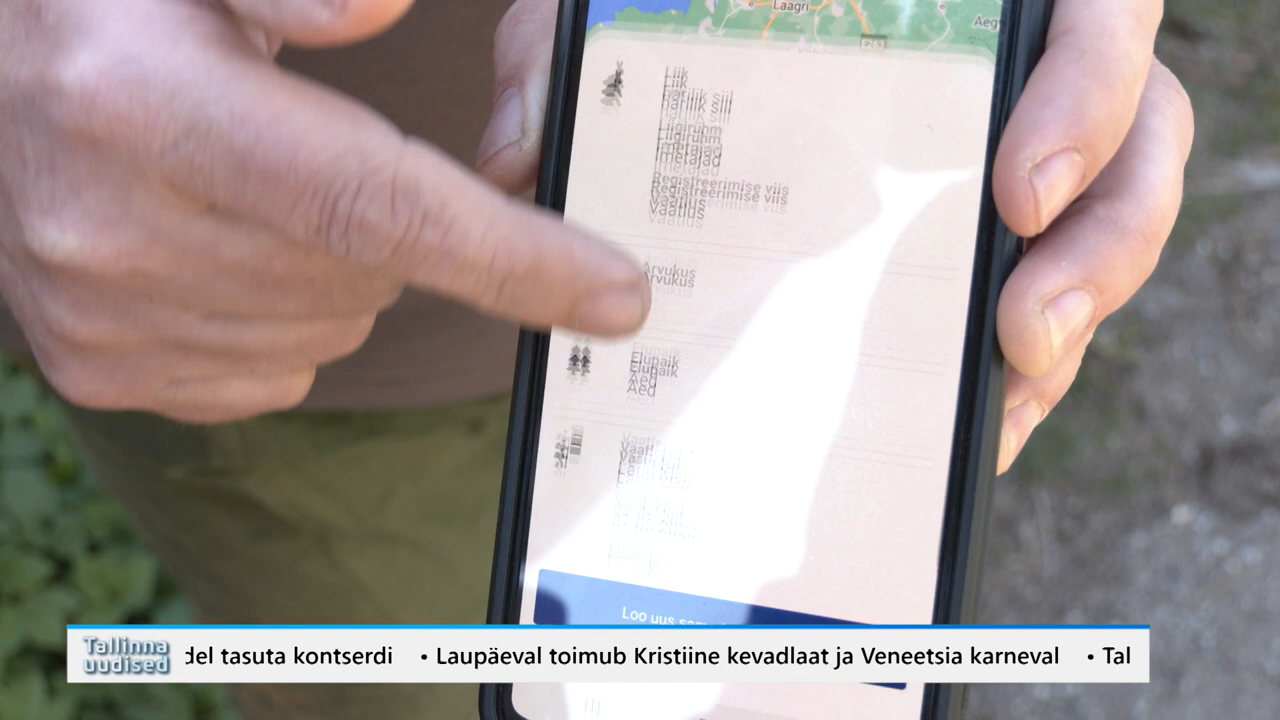 Laagri
E263
Liik
Harilik siil
Liigirühm
Imetajad
Registreerimise viis
Vaatlus
Arvukus
Elupaik
Aed
Loo uus
Tallinna
uudised
del tasuta kontserdi • Laupäeval toimub Kristiine kevadlaat ja Veneetsia karneval • Tal